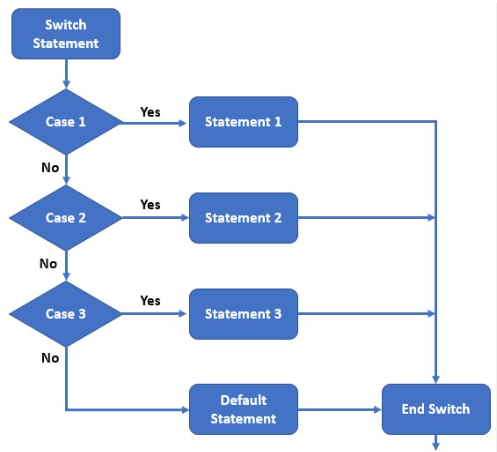 Switch
Statement
Case 1
Yes
Statement 1
No
Case 2
Yes
Statement 2
No
Case 3
Yes
Statement 3
No
Default
Statement
End Switch